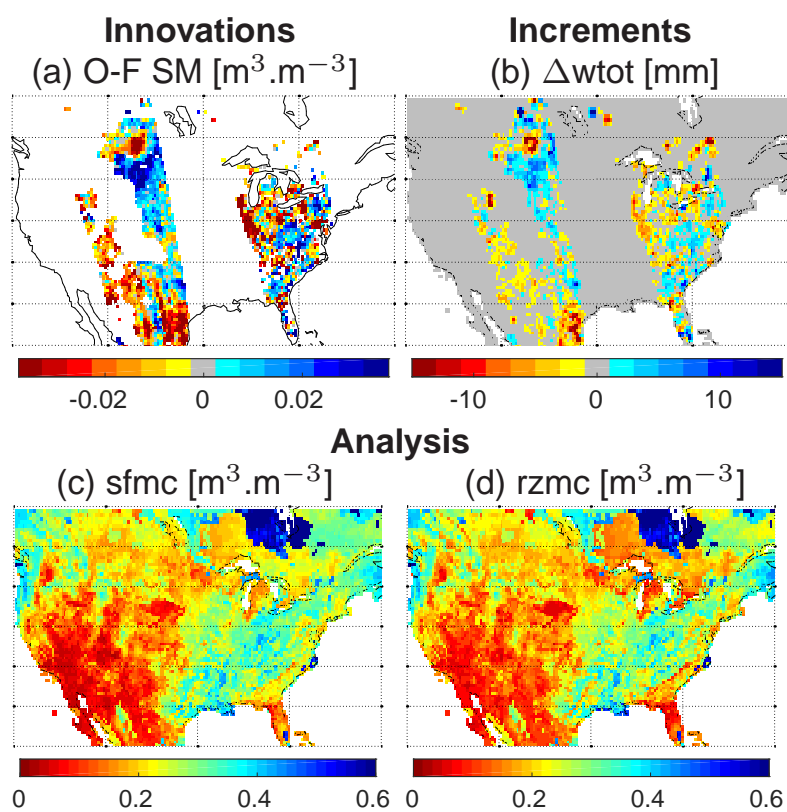 Innovations Increments
(a) O-F SM [m³.m⁻³] (b) Δwtot [mm]
-0.02 0 0.02 -10 0 10
Analysis
(c) sfmc [m³.m⁻³] (d) rzmc [m³.m⁻³]
0 0.2 0.4 0.6 0 0.2 0.4 0.6